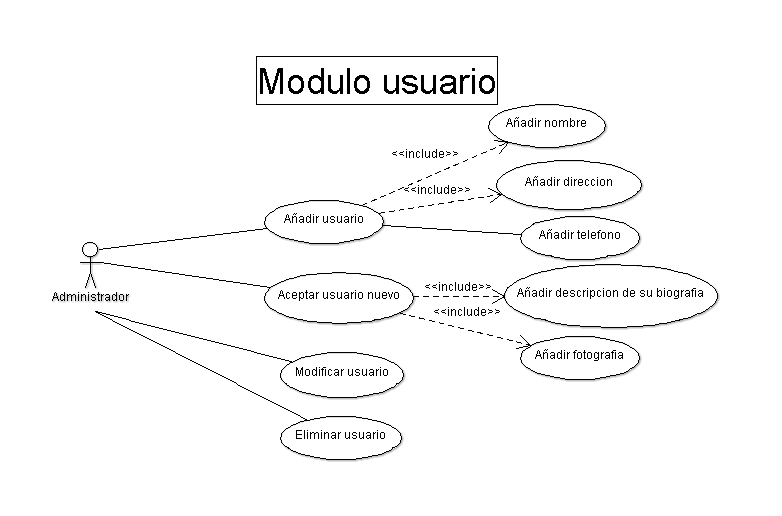 Modulo usuario
Añadir nombre
<<include>>
Añadir direccion
<<include>>
Añadir usuario
Añadir telefono
Administrador
Aceptar usuario nuevo
<<include>>
Añadir descripcion de su biografia
<<include>>
Añadir fotografia
Modificar usuario
Eliminar usuario